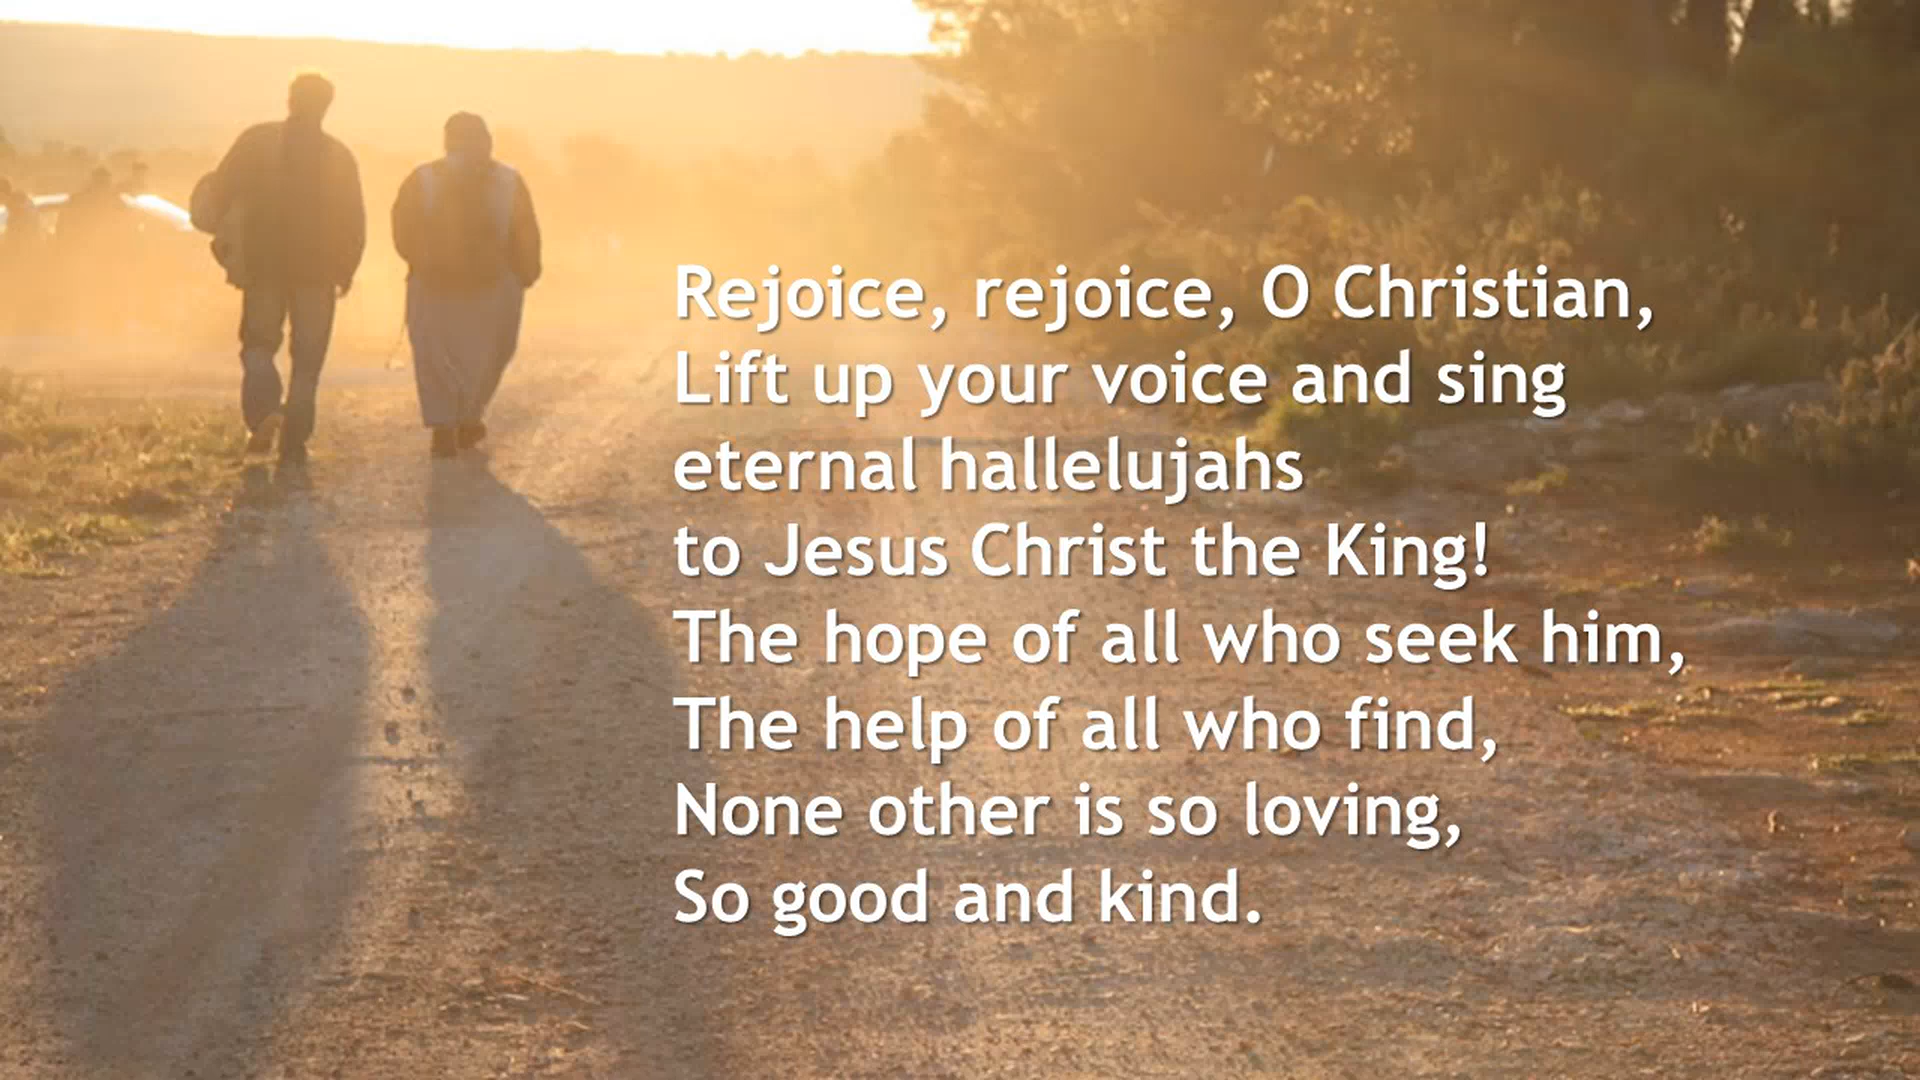 Rejoice, rejoice, O Christian,
Lift up your voice and sing
eternal hallelujahs
to Jesus Christ the King!
The hope of all who seek him,
The help of all who find,
None other is so loving,
So good and kind.